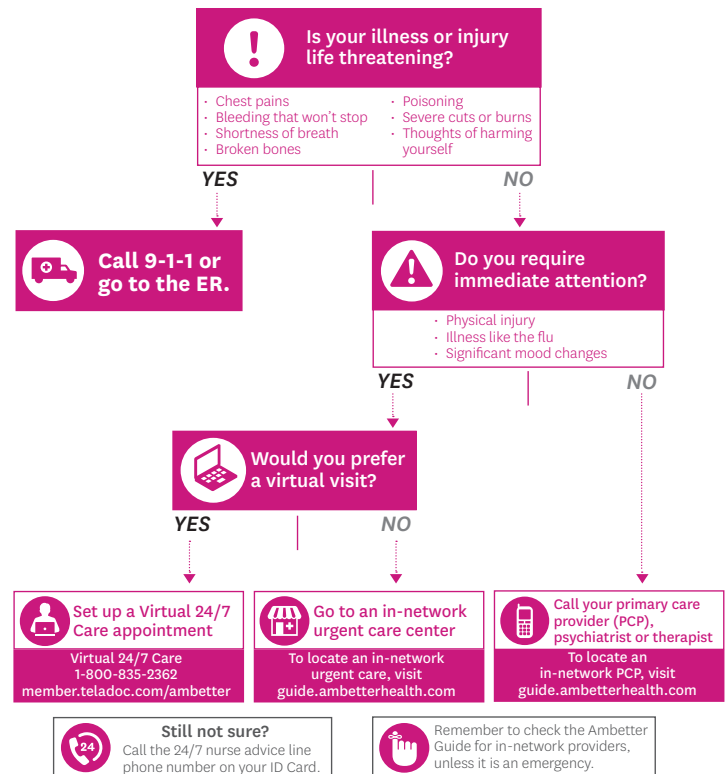 Is your illness or injury
life threatening?
· Chest pains
· Bleeding that won't stop
· Shortness of breath
· Broken bones
· Poisoning
· Severe cuts or burns
· Thoughts of harming
yourself
YES
NO
Call 9-1-1 or
go to the ER.
Do you require
immediate attention?
· Physical injury
· Illness like the flu
· Significant mood changes
YES
NO
Would you prefer
a virtual visit?
YES
NO
Set up a Virtual 24/7
Care appointment
Virtual 24/7 Care
1-800-835-2362
member.teladoc.com/ambetter
Go to an in-network
urgent care center
To locate an in-network
urgent care, visit
guide.ambetterhealth.com
Call your primary care
provider (PCP),
psychiatrist or therapist
To locate an
in-network PCP, visit
guide.ambetterhealth.com
24
Still not sure?
Call the 24/7 nurse advice line
phone number on your ID Card.
Remember to check the Ambetter
Guide for in-network providers,
unless it is an emergency.